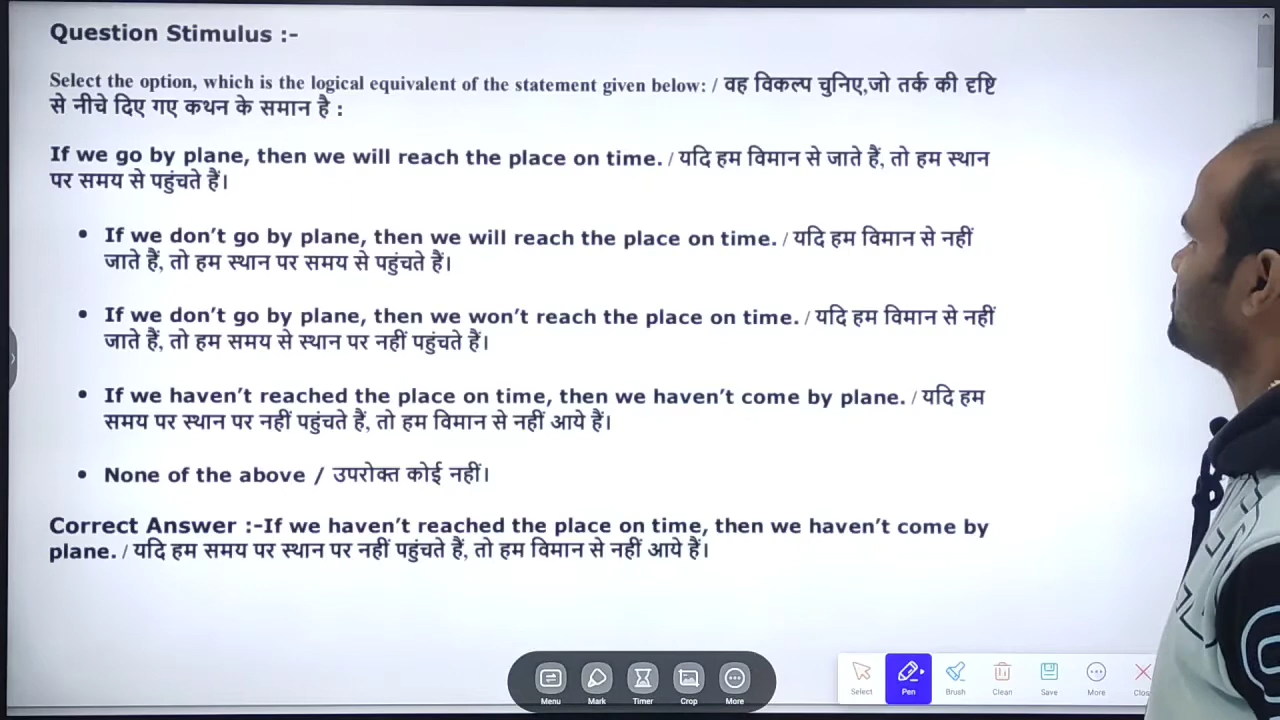 Question Stimulus :-
Select the option, which is the logical equivalent of the statement given below: / वह विकल्प चुनिए,जो तर्क की दृष्टि
से नीचे दिए गए कथन के समान है :
If we go by plane, then we will reach the place on time. / यदि हम विमान से जाते हैं, तो हम स्थान
पर समय से पहुंचते हैं।
• If we don't go by plane, then we will reach the place on time. / यदि हम विमान से नहीं
जाते हैं, तो हम स्थान पर समय से पहुंचते हैं।
• If we don't go by plane, then we won't reach the place on time. / यदि हम विमान से नहीं
जाते हैं, तो हम समय से स्थान पर नहीं पहुंचते हैं।
• If we haven't reached the place on time, then we haven't come by plane. / यदि हम
समय पर स्थान पर नहीं पहुंचते हैं, तो हम विमान से नहीं आये हैं।
• None of the above / उपरोक्त कोई नहीं।
Correct Answer :-If we haven't reached the place on time, then we haven't come by
plane. / यदि हम समय पर स्थान पर नहीं पहुंचते हैं, तो हम विमान से नहीं आये हैं।
Menu Mark Timer Crop More
Select Pen Brush Clean Save More